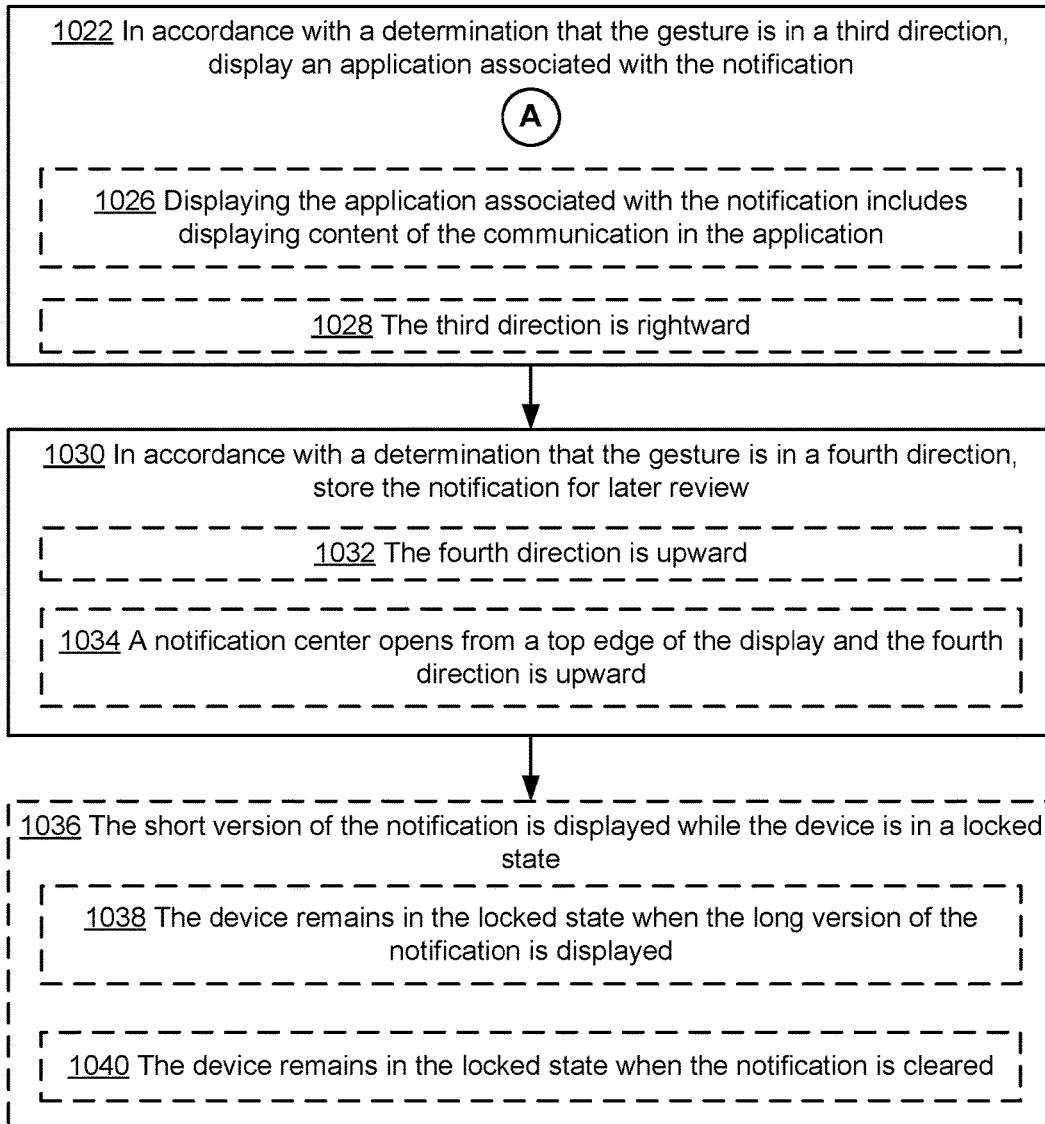 1022 In accordance with a determination that the gesture is in a third direction,
display an application associated with the notification
A
1026 Displaying the application associated with the notification includes
displaying content of the communication in the application
1028 The third direction is rightward
1030 In accordance with a determination that the gesture is in a fourth direction,
store the notification for later review
1032 The fourth direction is upward
1034 A notification center opens from a top edge of the display and the fourth
direction is upward
1036 The short version of the notification is displayed while the device is in a locked
state
1038 The device remains in the locked state when the long version of the
notification is displayed
1040 The device remains in the locked state when the notification is cleared